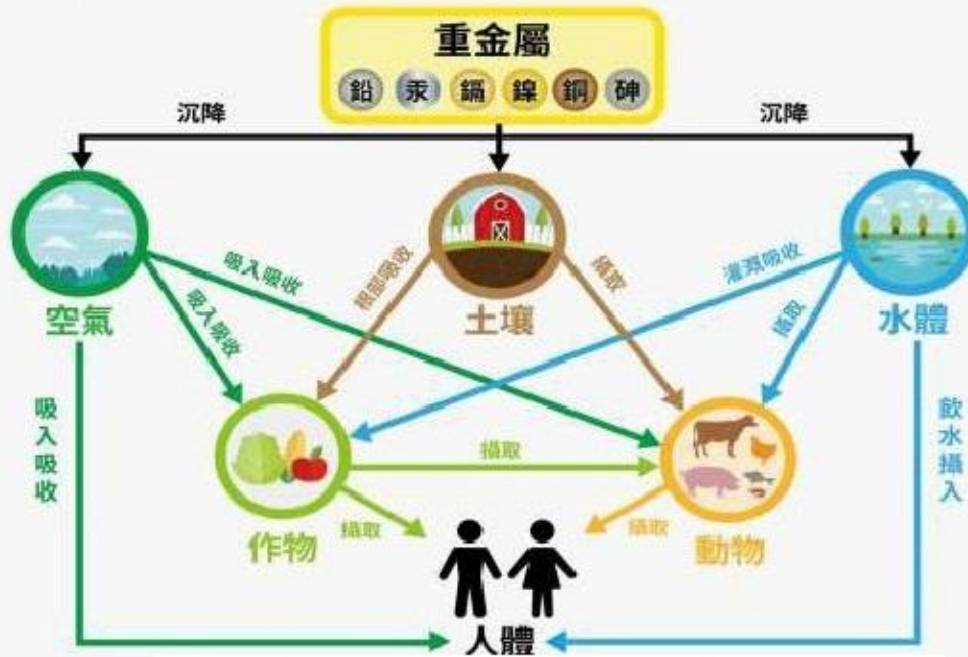 重金屬
鉛 汞 鎘 鎳 銅 砷
沉降
沉降
空氣
土壤
水體
吸入吸收
吸入吸收
根部吸收
攝取
灌溉吸收
攝取
吸入吸收
飲水攝入
作物
攝取
動物
攝取
攝取
人體